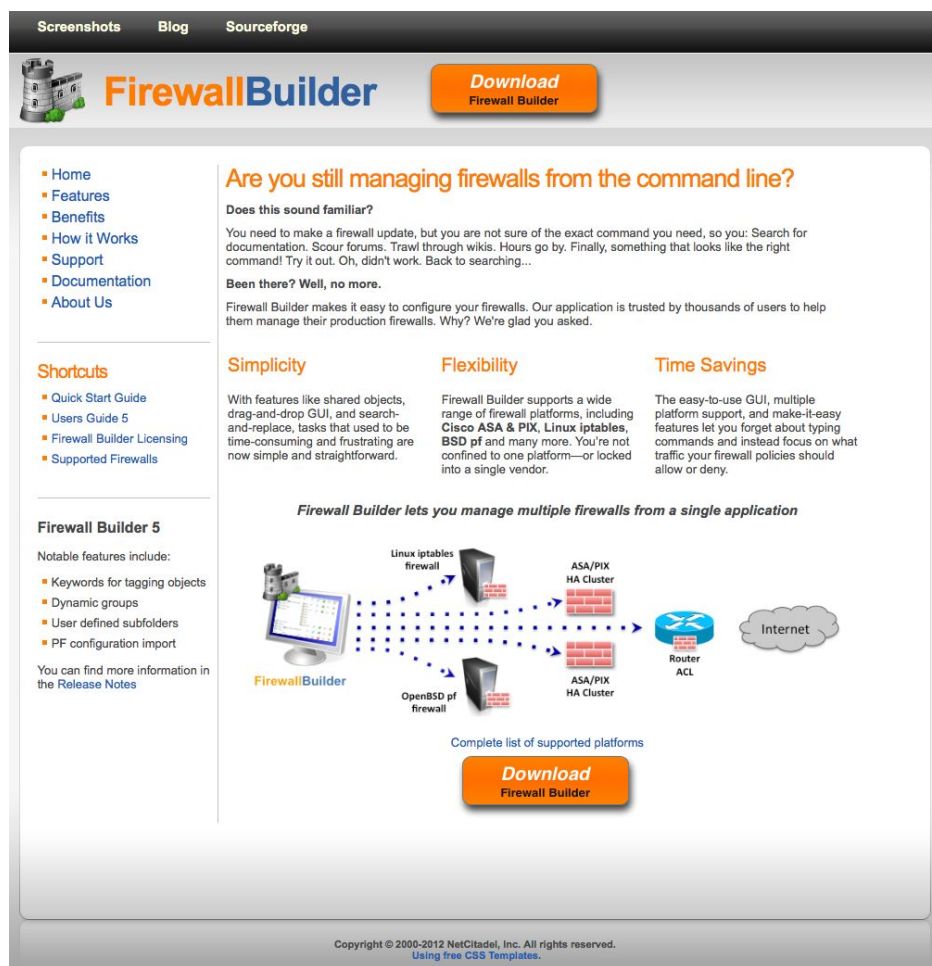 Screenshots Blog Sourceforge
FirewallBuilder
Download
Firewall Builder
Home
Features
Benefits
How it Works
Support
Documentation
About Us
Shortcuts
Quick Start Guide
Users Guide 5
Firewall Builder Licensing
Supported Firewalls
Firewall Builder 5
Notable features include:
Keywords for tagging objects
Dynamic groups
User defined subfolders
PF configuration import
You can find more information in
the Release Notes
Are you still managing firewalls from the command line?
Does this sound familiar?
You need to make a firewall update, but you are not sure of the exact command you need, so you: Search for
documentation. Scour forums. Trawl through wikis. Hours go by. Finally, something that looks like the right
command! Try it out. Oh, didn't work. Back to searching...
Been there? Well, no more.
Firewall Builder makes it easy to configure your firewalls. Our application is trusted by thousands of users to help
them manage their production firewalls. Why? We're glad you asked.
Simplicity
With features like shared objects,
drag-and-drop GUI, and search-
and-replace, tasks that used to be
time-consuming and frustrating are
now simple and straightforward.
Flexibility
Firewall Builder supports a wide
range of firewall platforms, including
Cisco ASA & PIX, Linux iptables,
BSD pf and many more. You're not
confined to one platform—or locked
into a single vendor.
Time Savings
The easy-to-use GUI, multiple
platform support, and make-it-easy
features let you forget about typing
commands and instead focus on what
traffic your firewall policies should
allow or deny.
Firewall Builder lets you manage multiple firewalls from a single application
Linux iptables
firewall
ASA/PIX
HA Cluster
Internet
Router
ACL
FirewallBuilder
OpenBSD pf
firewall
ASA/PIX
HA Cluster
Complete list of supported platforms
Download
Firewall Builder
Copyright © 2000-2012 NetCitadel, Inc. All rights reserved.
Using free CSS Templates.